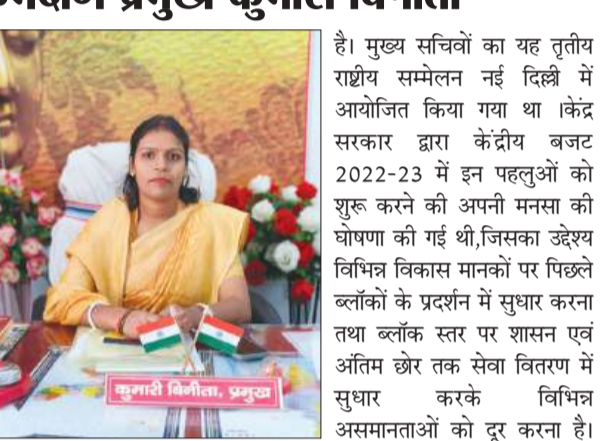 प्रमुख कुमारी बिनीता
है। मुख्य सचिवों का यह तृतीय
राष्ट्रीय सम्मेलन नई दिल्ली में
आयोजित किया गया था ।केंद्र
सरकार द्वारा केंद्रीय बजट
2022-23 में इन पहलुओं को
शुरू करने की अपनी मनसा की
घोषणा की गई थी,जिसका उद्देश्य
विभिन्न विकास मानकों पर पिछले
ब्लॉकों के प्रदर्शन में सुधार करना
तथा ब्लॉक स्तर पर शासन एवं
अंतिम छोर तक सेवा वितरण में
सुधार करके विभिन्न
असमानताओं को दूर करना है।
कुमारी बिनीता, प्रमुख